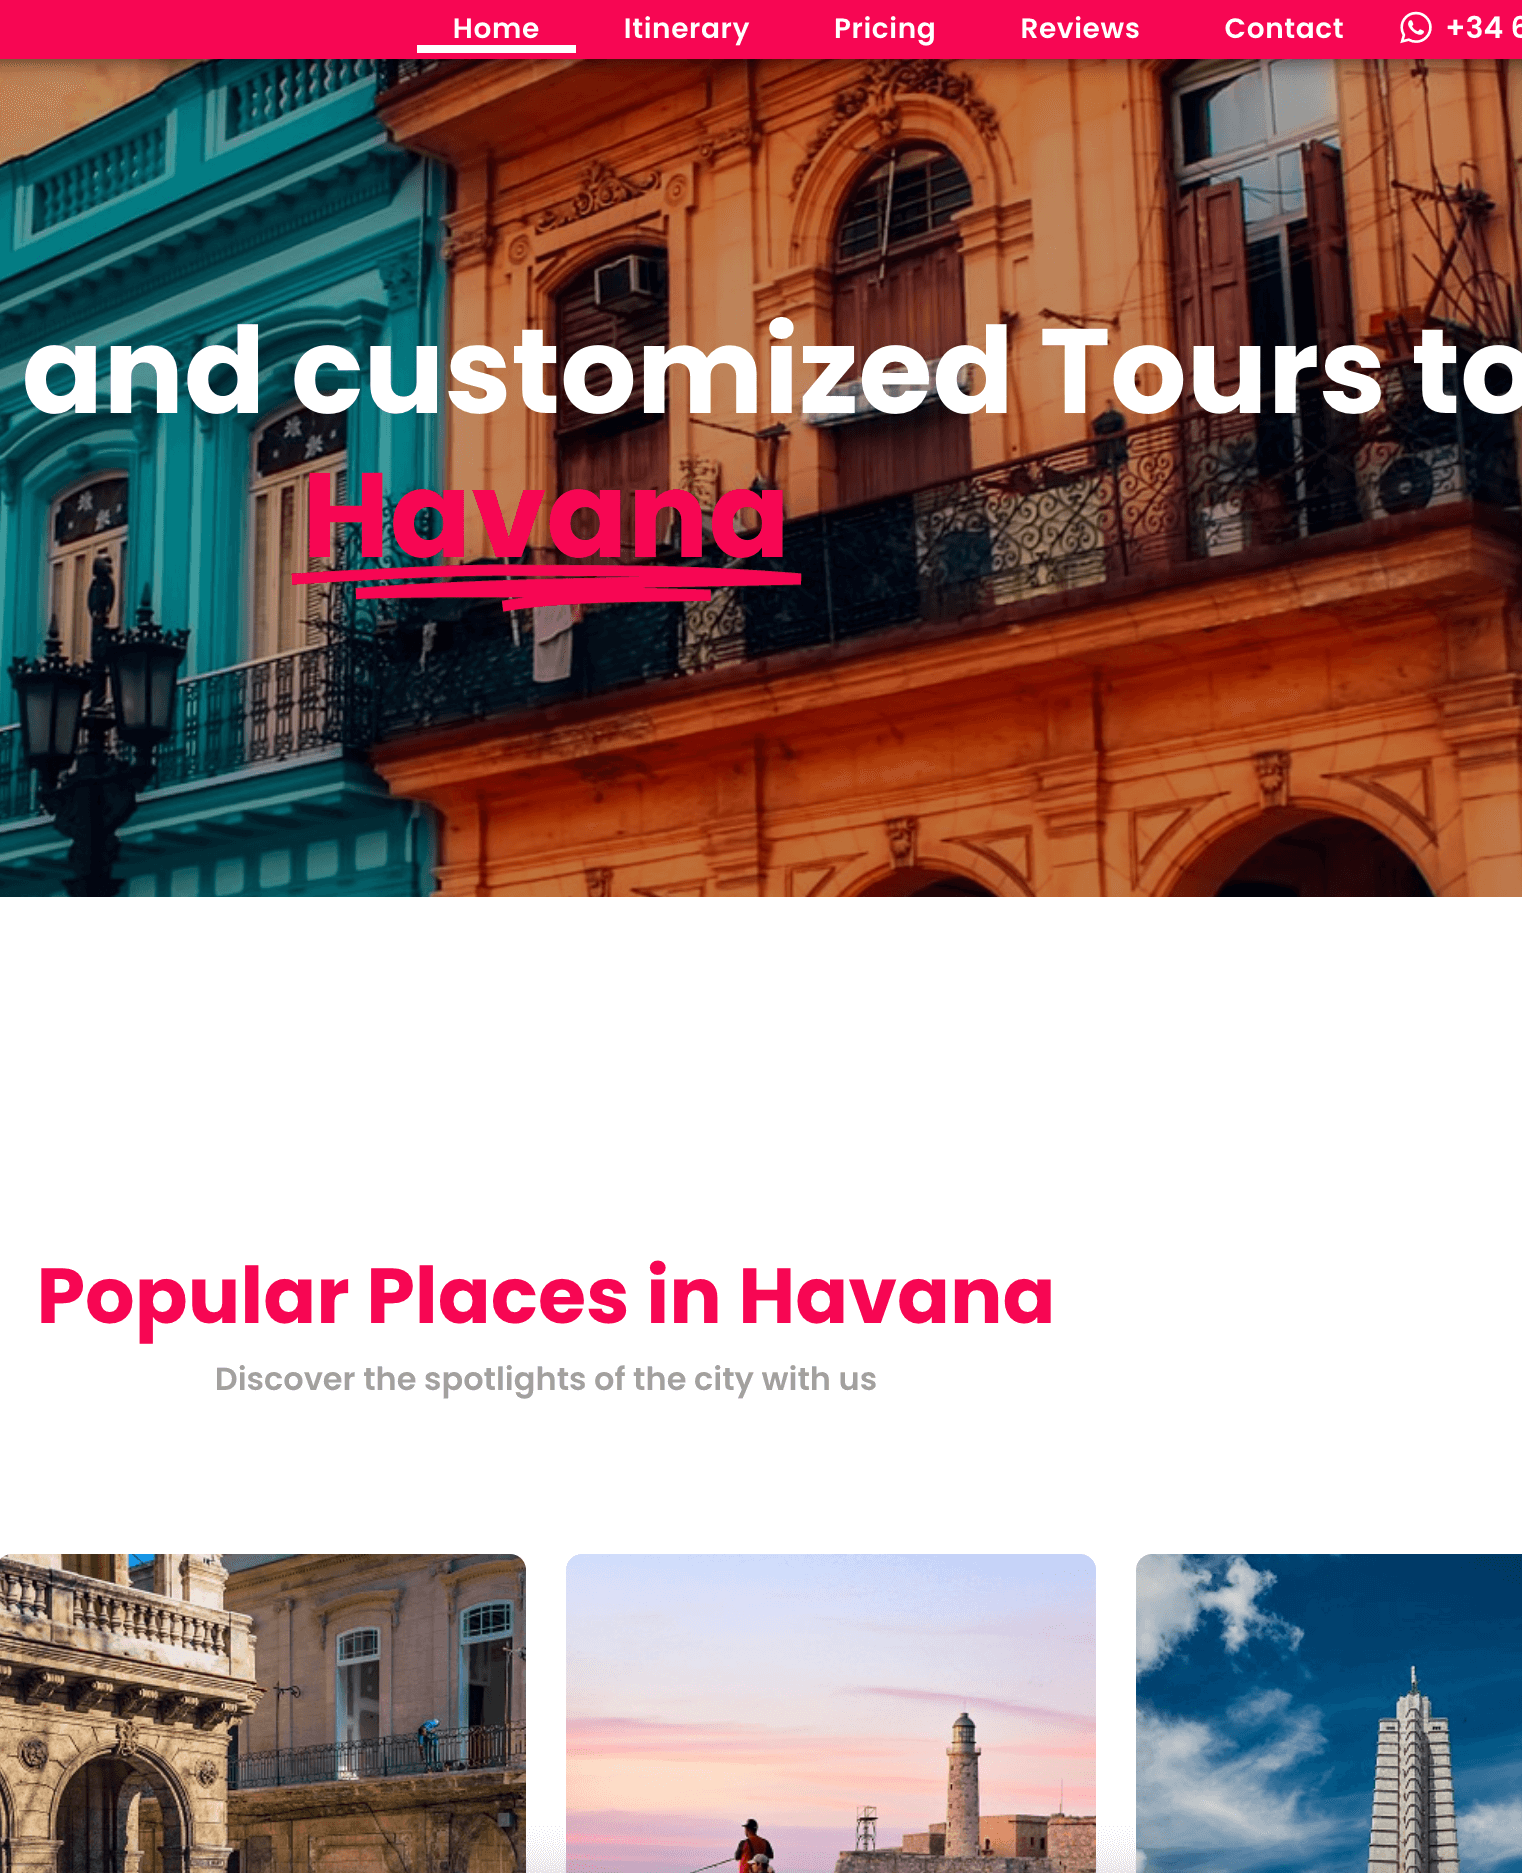 Home Itinerary Pricing Reviews Contact +34 6
and customized Tours to
Havana
Popular Places in Havana
Discover the spotlights of the city with us